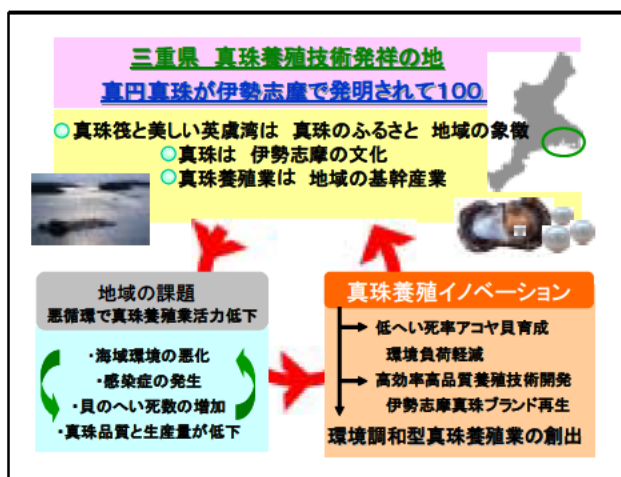 三重県 真珠養殖技術発祥の地
真円真珠が伊勢志摩で発明されて100
真珠筏と美しい英虞湾は 真珠のふるさと 地域の象徴
真珠は 伊勢志摩の文化
真珠養殖業は 地域の基幹産業
地域の課題
悪循環で真珠養殖業活力低下
・海域環境の悪化
・感染症の発生
・貝のへい死数の増加
・真珠品質と生産量が低下
真珠養殖イノベーション
低へい死率アコヤ貝育成
環境負荷軽減
高効率高品質養殖技術開発
伊勢志摩真珠ブランド再生
環境調和型真珠養殖業の創出